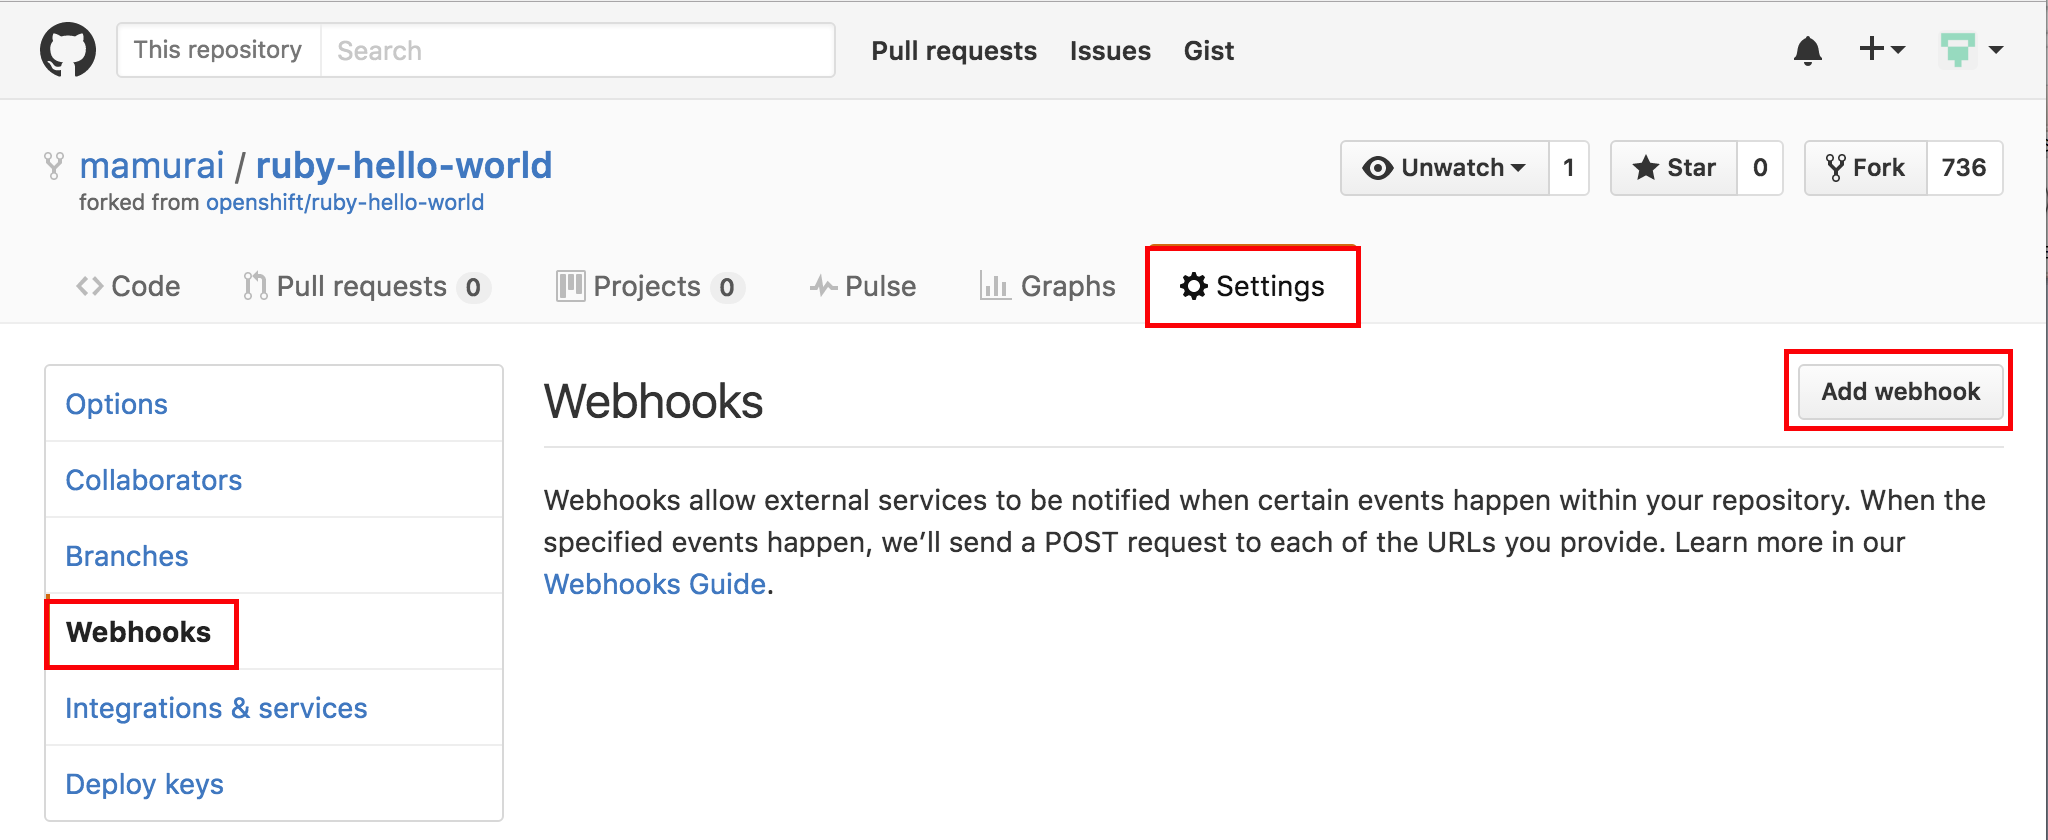 This repository Search Pull requests Issues Gist
mamurai / ruby-hello-world Unwatch 1 Star 0 Fork 736
forked from openshift/ruby-hello-world
Code Pull requests 0 Projects 0 Pulse Graphs Settings
Options
Collaborators
Branches
Webhooks
Integrations & services
Deploy keys
Webhooks Add webhook
Webhooks allow external services to be notified when certain events happen within your repository. When the
specified events happen, we’ll send a POST request to each of the URLs you provide. Learn more in our
Webhooks Guide.